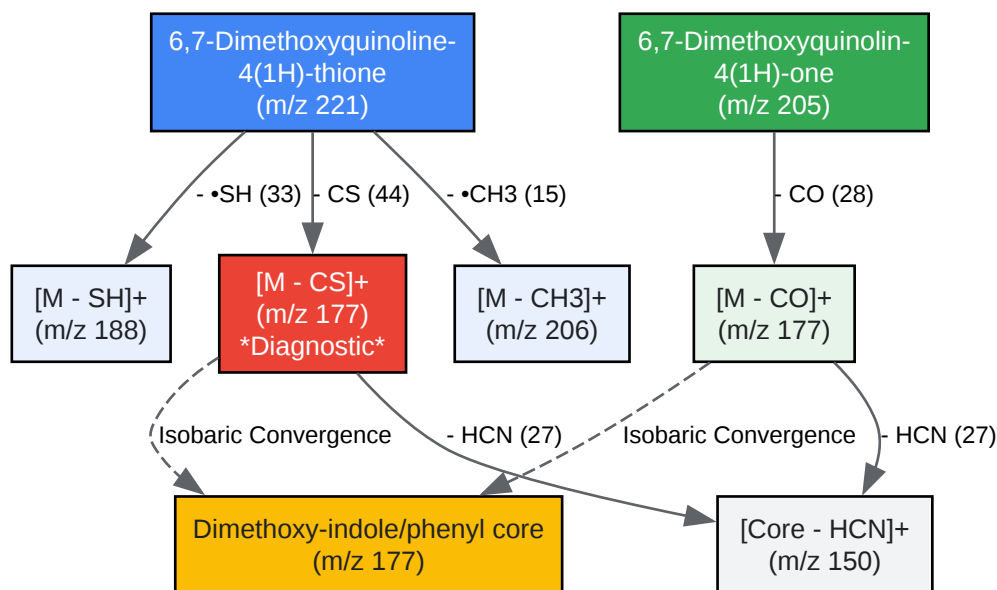 6,7-Dimethoxyquinoline-
4(1H)-thione
(m/z 221)
6,7-Dimethoxyquinolin-
4(1H)-one
(m/z 205)
- •SH (33)
- CS (44)
- •CH3 (15)
- CO (28)
[M - SH]+
(m/z 188)
[M - CS]+
(m/z 177)
*Diagnostic*
[M - CH3]+
(m/z 206)
[M - CO]+
(m/z 177)
Isobaric Convergence
- HCN (27)
Isobaric Convergence
- HCN (27)
Dimethoxy-indole/phenyl core
(m/z 177)
[Core - HCN]+
(m/z 150)